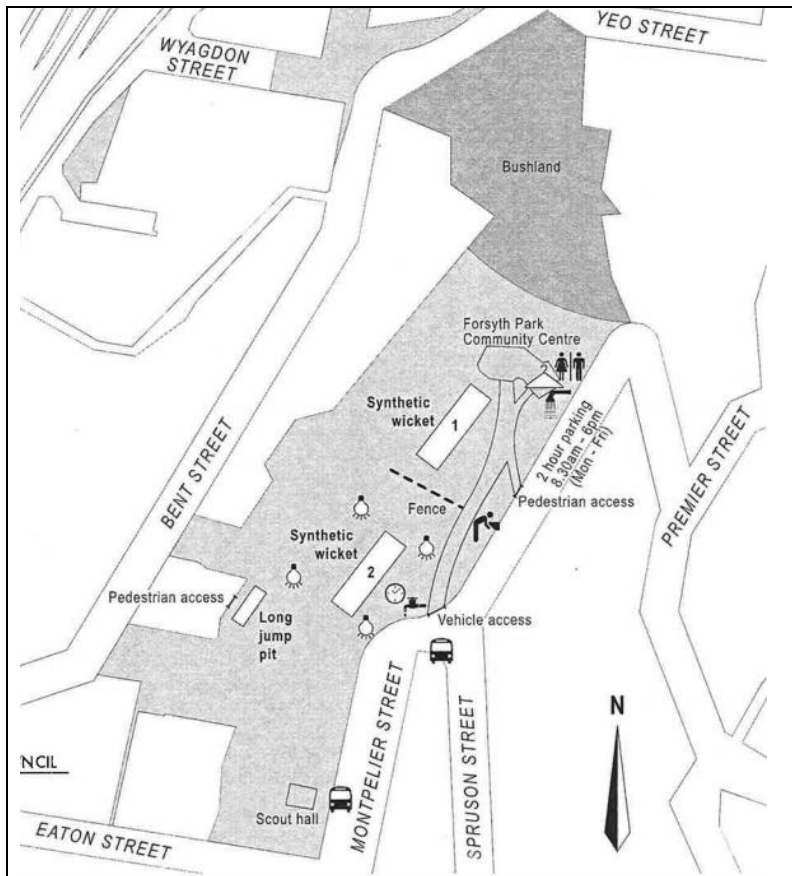 YEO STREET
WYAGDON
STREET
Bushland
Forsyth Park
Community Centre
Synthetic
wicket
1
2 hour parking
8.30am - 6pm
(Mon - Fri)
Pedestrian access
PREMIER STREET
BENT STREET
Fence
Synthetic
wicket
2
Pedestrian access
Long
jump
pit
Vehicle access
N
MONTPELIER STREET
SPRUSON STREET
NCIL
Scout hall
EATON STREET